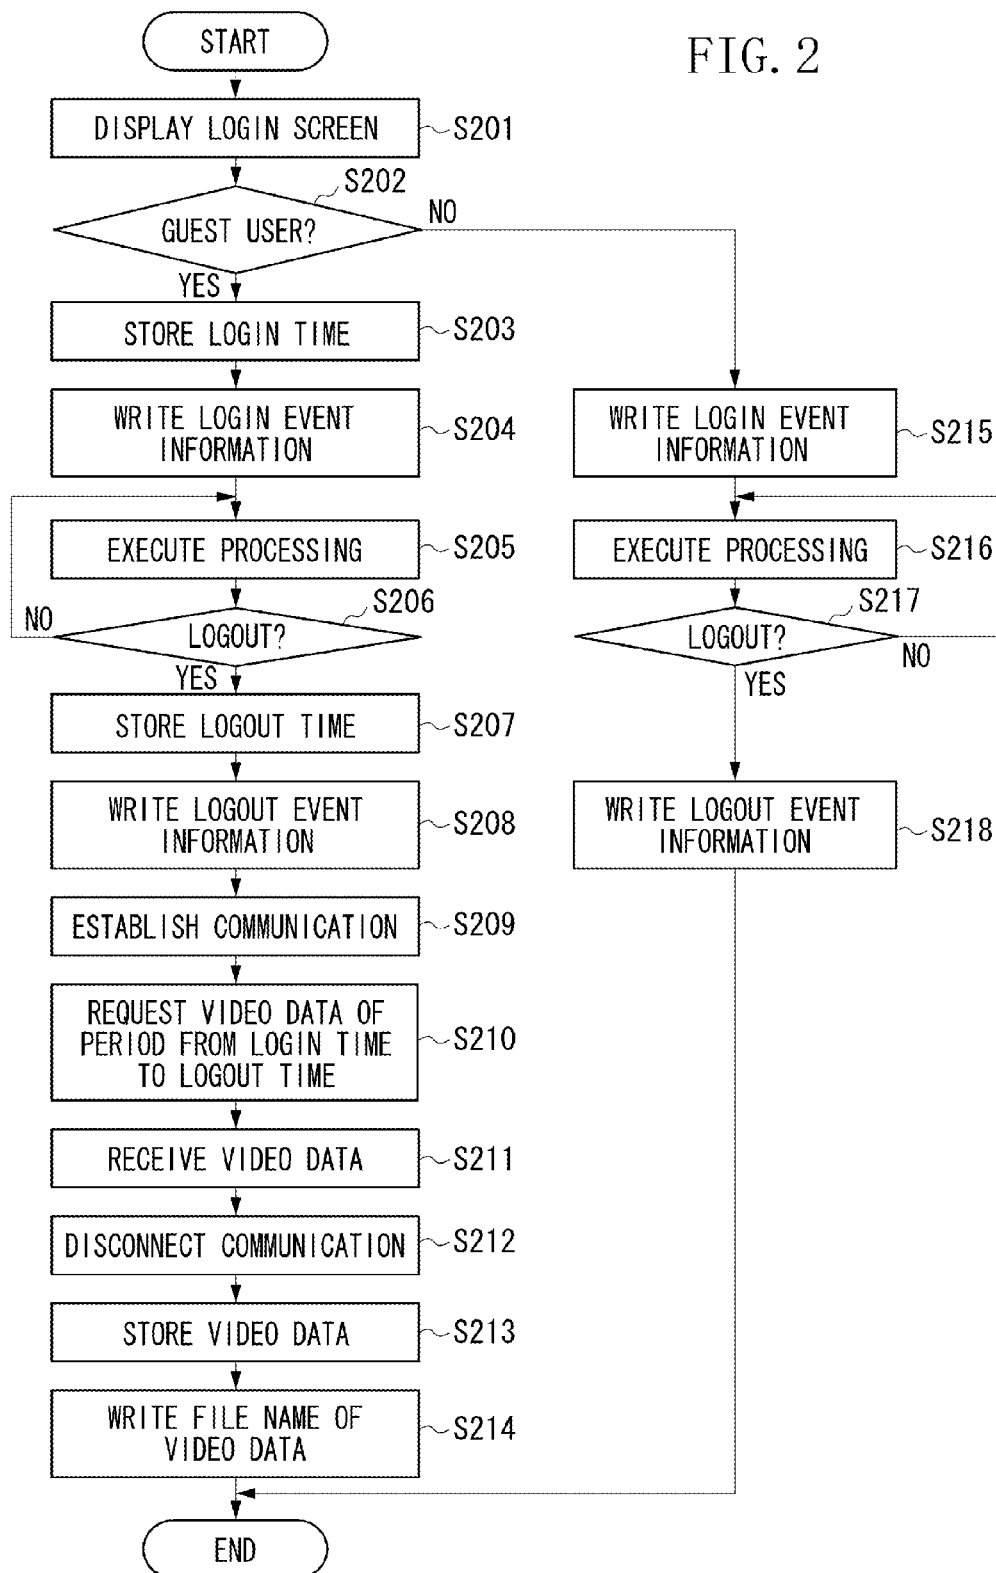 FIG. 2
START
DISPLAY LOGIN SCREEN
S201
S202
GUEST USER?
NO
YES
STORE LOGIN TIME
S203
WRITE LOGIN EVENT
INFORMATION
S204
WRITE LOGIN EVENT
INFORMATION
S215
EXECUTE PROCESSING
S205
EXECUTE PROCESSING
S216
S206
NO
LOGOUT?
YES
S217
LOGOUT?
NO
YES
STORE LOGOUT TIME
S207
WRITE LOGOUT EVENT
INFORMATION
S208
WRITE LOGOUT EVENT
INFORMATION
S218
ESTABLISH COMMUNICATION
S209
REQUEST VIDEO DATA OF
PERIOD FROM LOGIN TIME
TO LOGOUT TIME
S210
RECEIVE VIDEO DATA
S211
DISCONNECT COMMUNICATION
S212
STORE VIDEO DATA
S213
WRITE FILE NAME OF
VIDEO DATA
S214
END